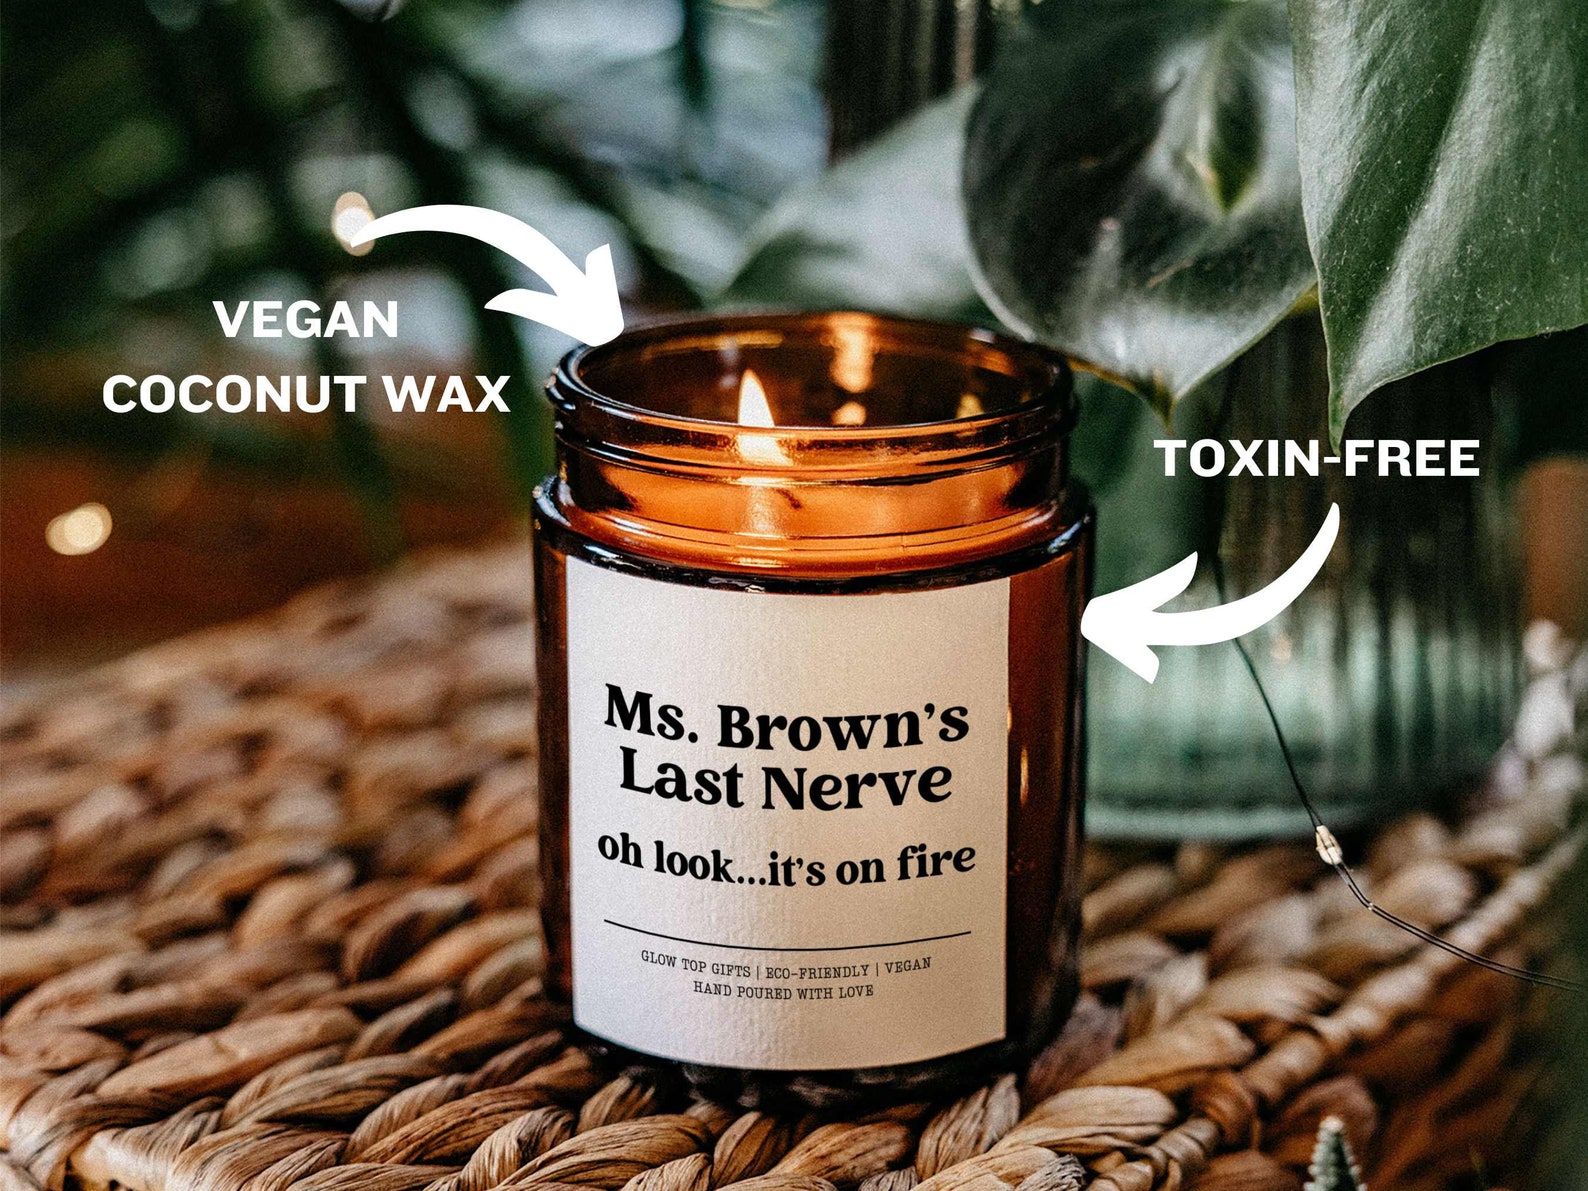 VEGAN
COCONUT WAX
TOXIN-FREE
Ms. Brown's
Last Nerve
oh look...it's on fire
GLOW TOP GIFTS | ECO-FRIENDLY | VEGAN
HAND POURED WITH LOVE